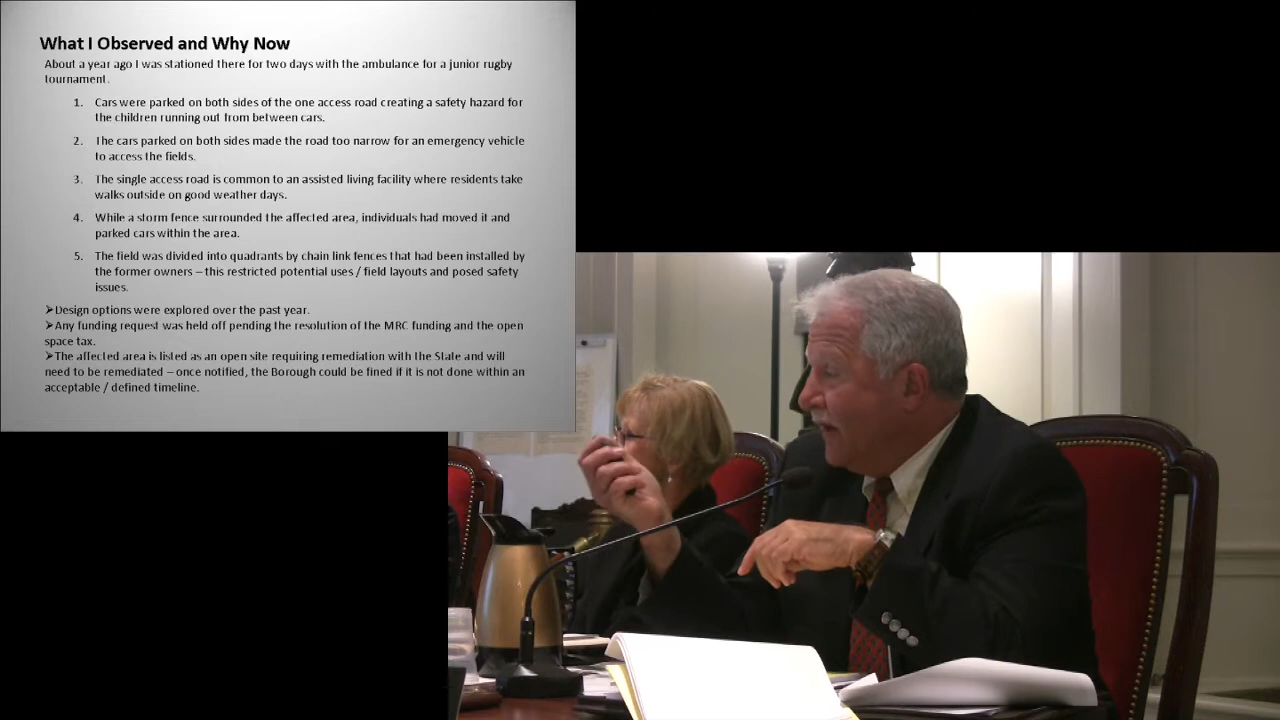 What I Observed and Why Now
About a year ago I was stationed there for two days with the ambulance for a junior rugby
tournament.
1. Cars were parked on both sides of the one access road creating a safety hazard for
the children running out from between cars.
2. The cars parked on both sides made the road too narrow for an emergency vehicle
to access the fields.
3. The single access road is common to an assisted living facility where residents take
walks outside on good weather days.
4. While a storm fence surrounded the affected area, individuals had moved it and
parked cars within the area.
5. The field was divided into quadrants by chain link fences that had been installed by
the former owners – this restricted potential uses / field layouts and posed safety
issues.
➢Design options were explored over the past year.
➢Any funding request was held off pending the resolution of the MRC funding and the open
space tax.
➢The affected area is listed as an open site requiring remediation with the State and will
need to be remediated – once notified, the Borough could be fined if it is not done within an
acceptable / defined timeline.